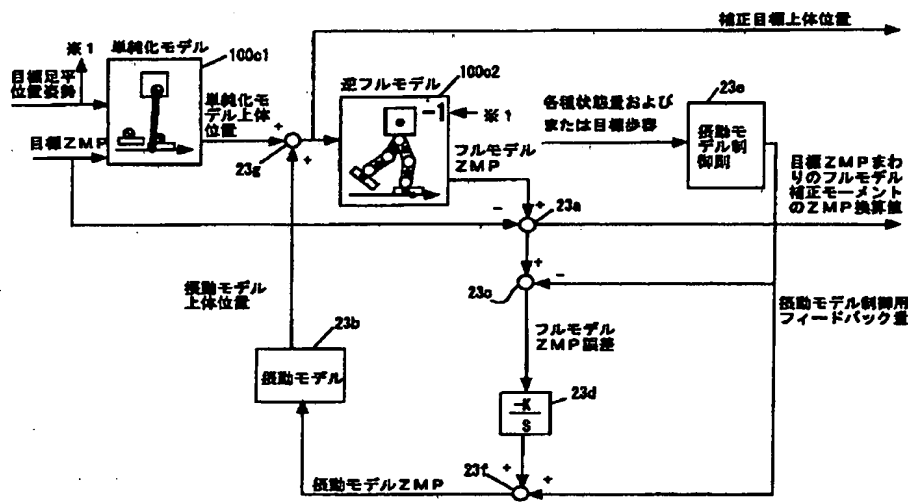 補正目標上体位置
※1
単純化モデル
100c1
目標足平
位置姿勢
目標ZMP
単純化モ
デル上体
位置
+
+
23g
逆フルモデル
100c2
-1
※1
フルモデル
ZMP
各種状態量および
または目標歩容
23e
摂動モ
デル制
御則
目標ZMPまわ
りのフルモデル
補正モーメント
のZMP換算値
-
+
23a
+
-
23c
摂動モデル
上体位置
23b
摂動モデル
フルモデル
ZMP誤差
摂動モデル制御用
フィードバック量
-K
S
23d
23f
+
+
摂動モデルZMP